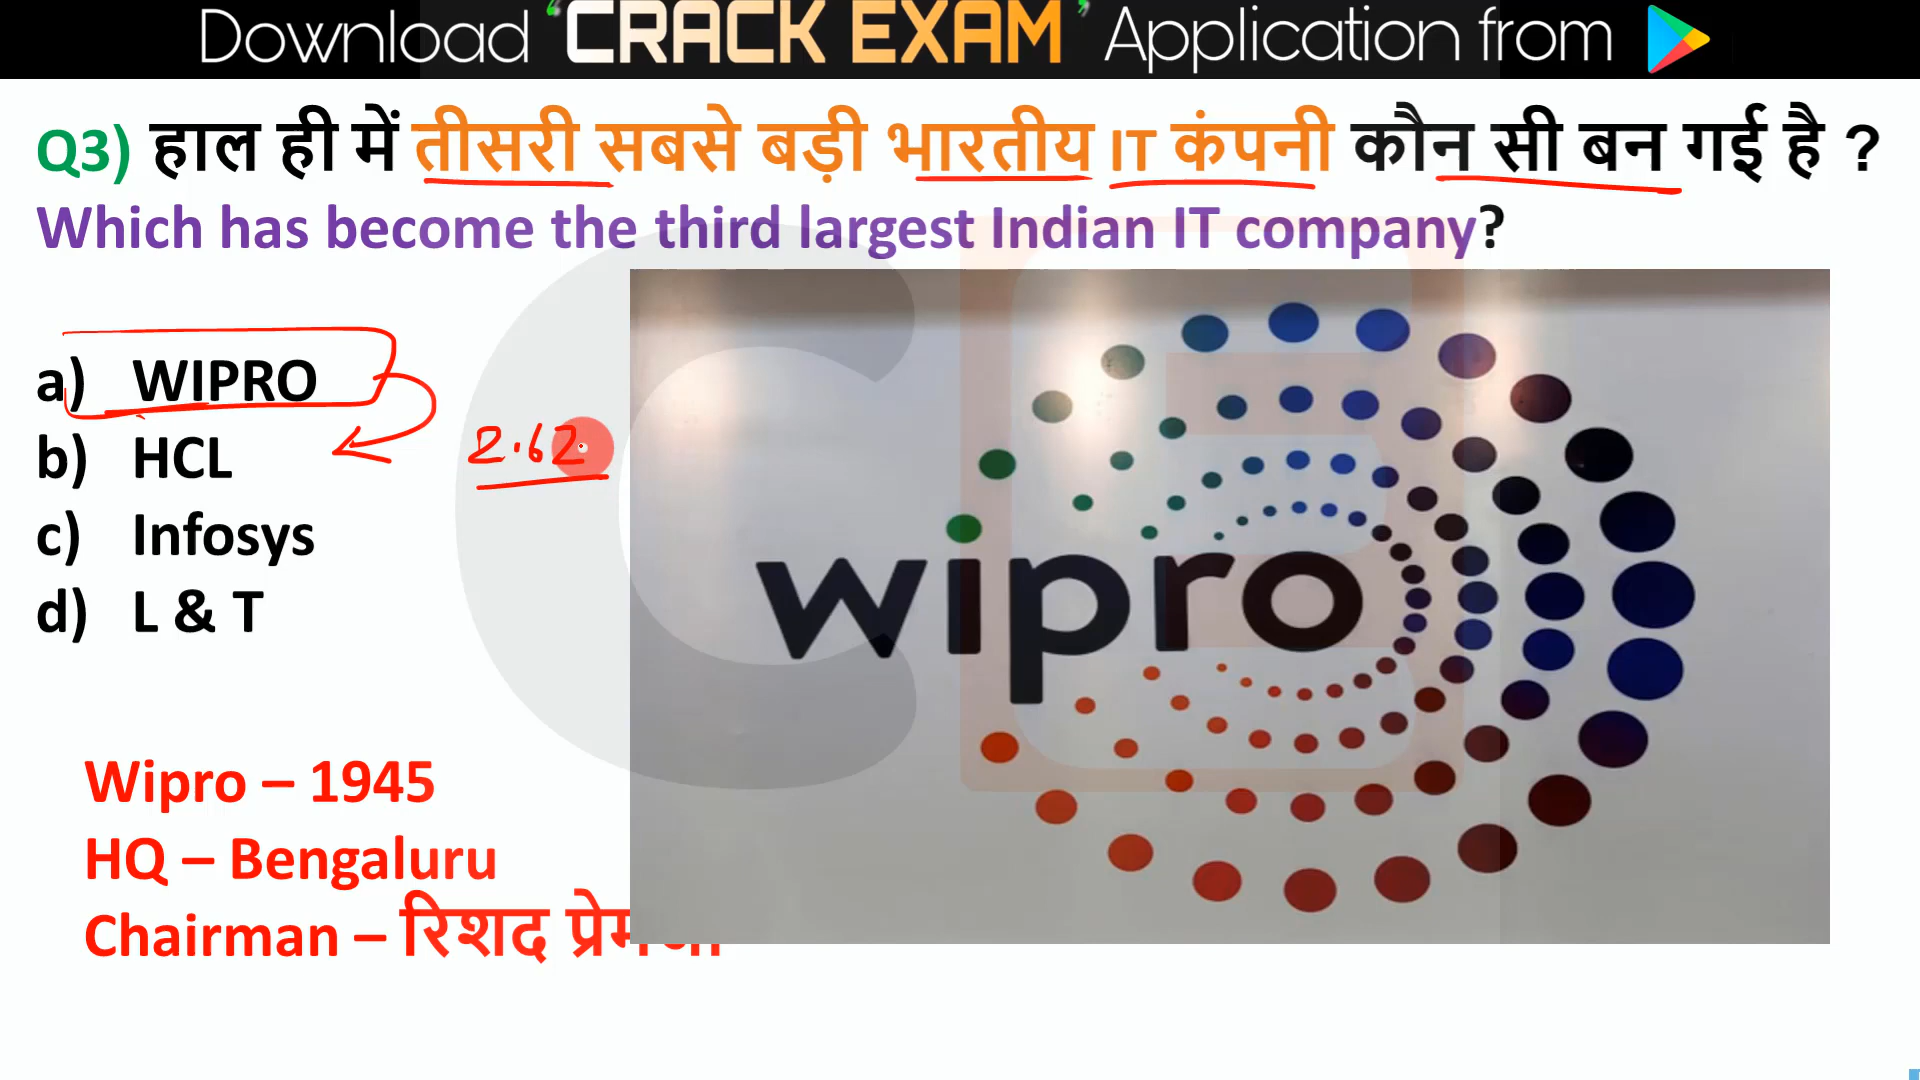 Download ‘CRACK EXAM’ Application from
Q3) हाल ही में तीसरी सबसे बड़ी भारतीय IT कंपनी कौन सी बन गई है ?
Which has become the third largest Indian IT company?
a) WIPRO
b) HCL
2.62
c) Infosys
d) L & T
wipro
Wipro – 1945
HQ – Bengaluru
Chairman – रिशद